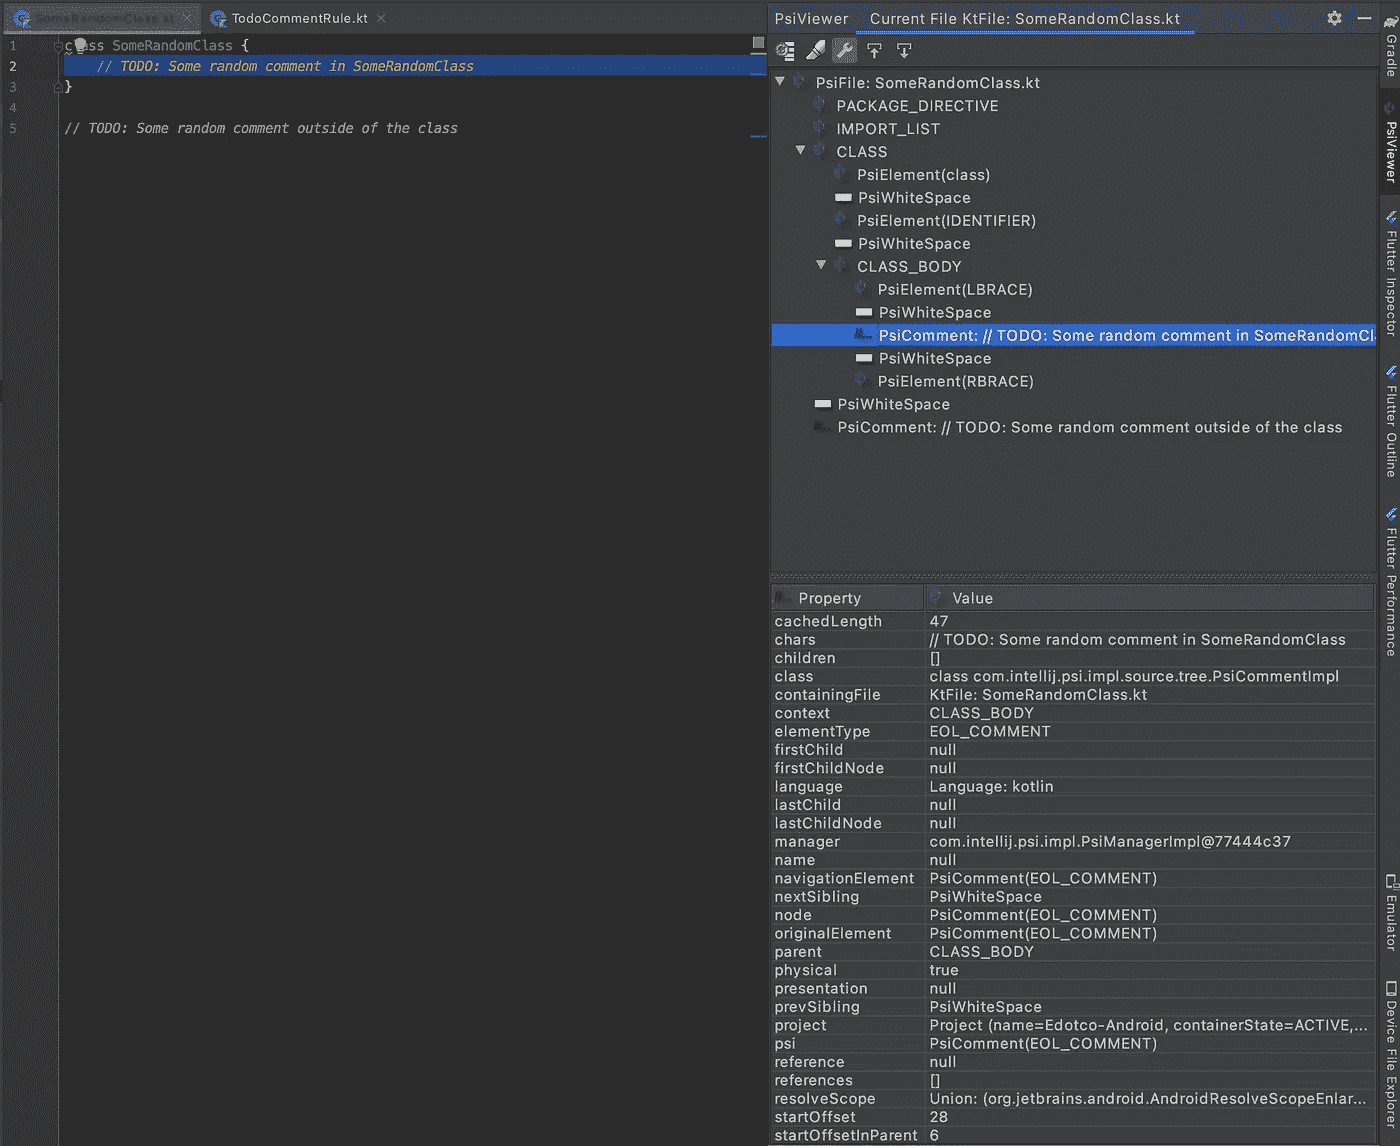 SomeRandomClass.kt
TodoCommentRule.kt
1 class SomeRandomClass {
2 // TODO: Some random comment in SomeRandomClass
3 }
4
5 // TODO: Some random comment outside of the class
PsiViewer Current File KtFile: SomeRandomClass.kt
PsiFile: SomeRandomClass.kt
PACKAGE_DIRECTIVE
IMPORT_LIST
CLASS
PsiElement(class)
PsiWhiteSpace
PsiElement(IDENTIFIER)
PsiWhiteSpace
CLASS_BODY
PsiElement(LBRACE)
PsiWhiteSpace
PsiComment: // TODO: Some random comment in SomeRandomCl
PsiWhiteSpace
PsiElement(RBRACE)
PsiWhiteSpace
PsiComment: // TODO: Some random comment outside of the class
Property Value
cachedLength 47
chars // TODO: Some random comment in SomeRandomClass
children []
class class com.intellij.psi.impl.source.tree.PsiCommentImpl
containingFile KtFile: SomeRandomClass.kt
context CLASS_BODY
elementType EOL_COMMENT
firstChild null
firstChildNode null
language Language: kotlin
lastChild null
lastChildNode null
manager com.intellij.psi.impl.PsiManagerImpl@77444c37
name null
navigationElement PsiComment(EOL_COMMENT)
nextSibling PsiWhiteSpace
node PsiComment(EOL_COMMENT)
originalElement PsiComment(EOL_COMMENT)
parent CLASS_BODY
physical true
presentation null
prevSibling PsiWhiteSpace
project Project (name=Edotco-Android, containerState=ACTIVE,...
psi PsiComment(EOL_COMMENT)
reference null
references []
resolveScope Union: (org.jetbrains.android.AndroidResolveScopeEnlar...
startOffset 28
startOffsetInParent 6
Gradle
PsiViewer
Flutter Inspector
Flutter Outline
Flutter Performance
Emulator
Device File Explorer